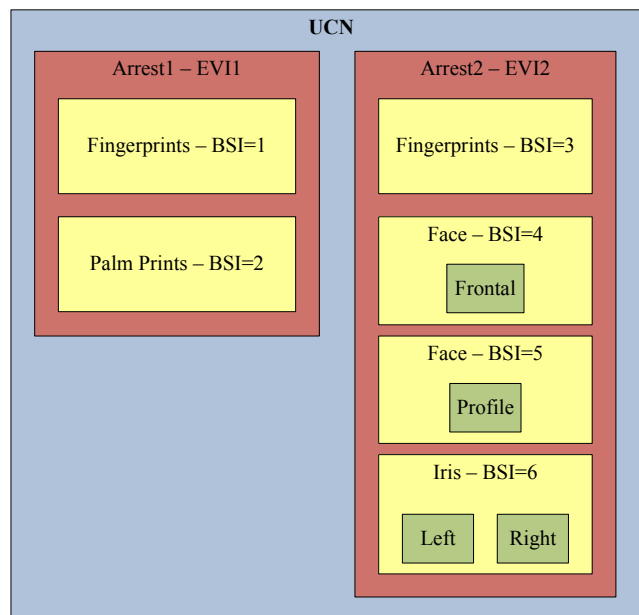 UCN
Arrest1 – EVI1
Fingerprints – BSI=1
Palm Prints – BSI=2
Arrest2 – EVI2
Fingerprints – BSI=3
Face – BSI=4
Frontal
Face – BSI=5
Profile
Iris – BSI=6
Left
Right